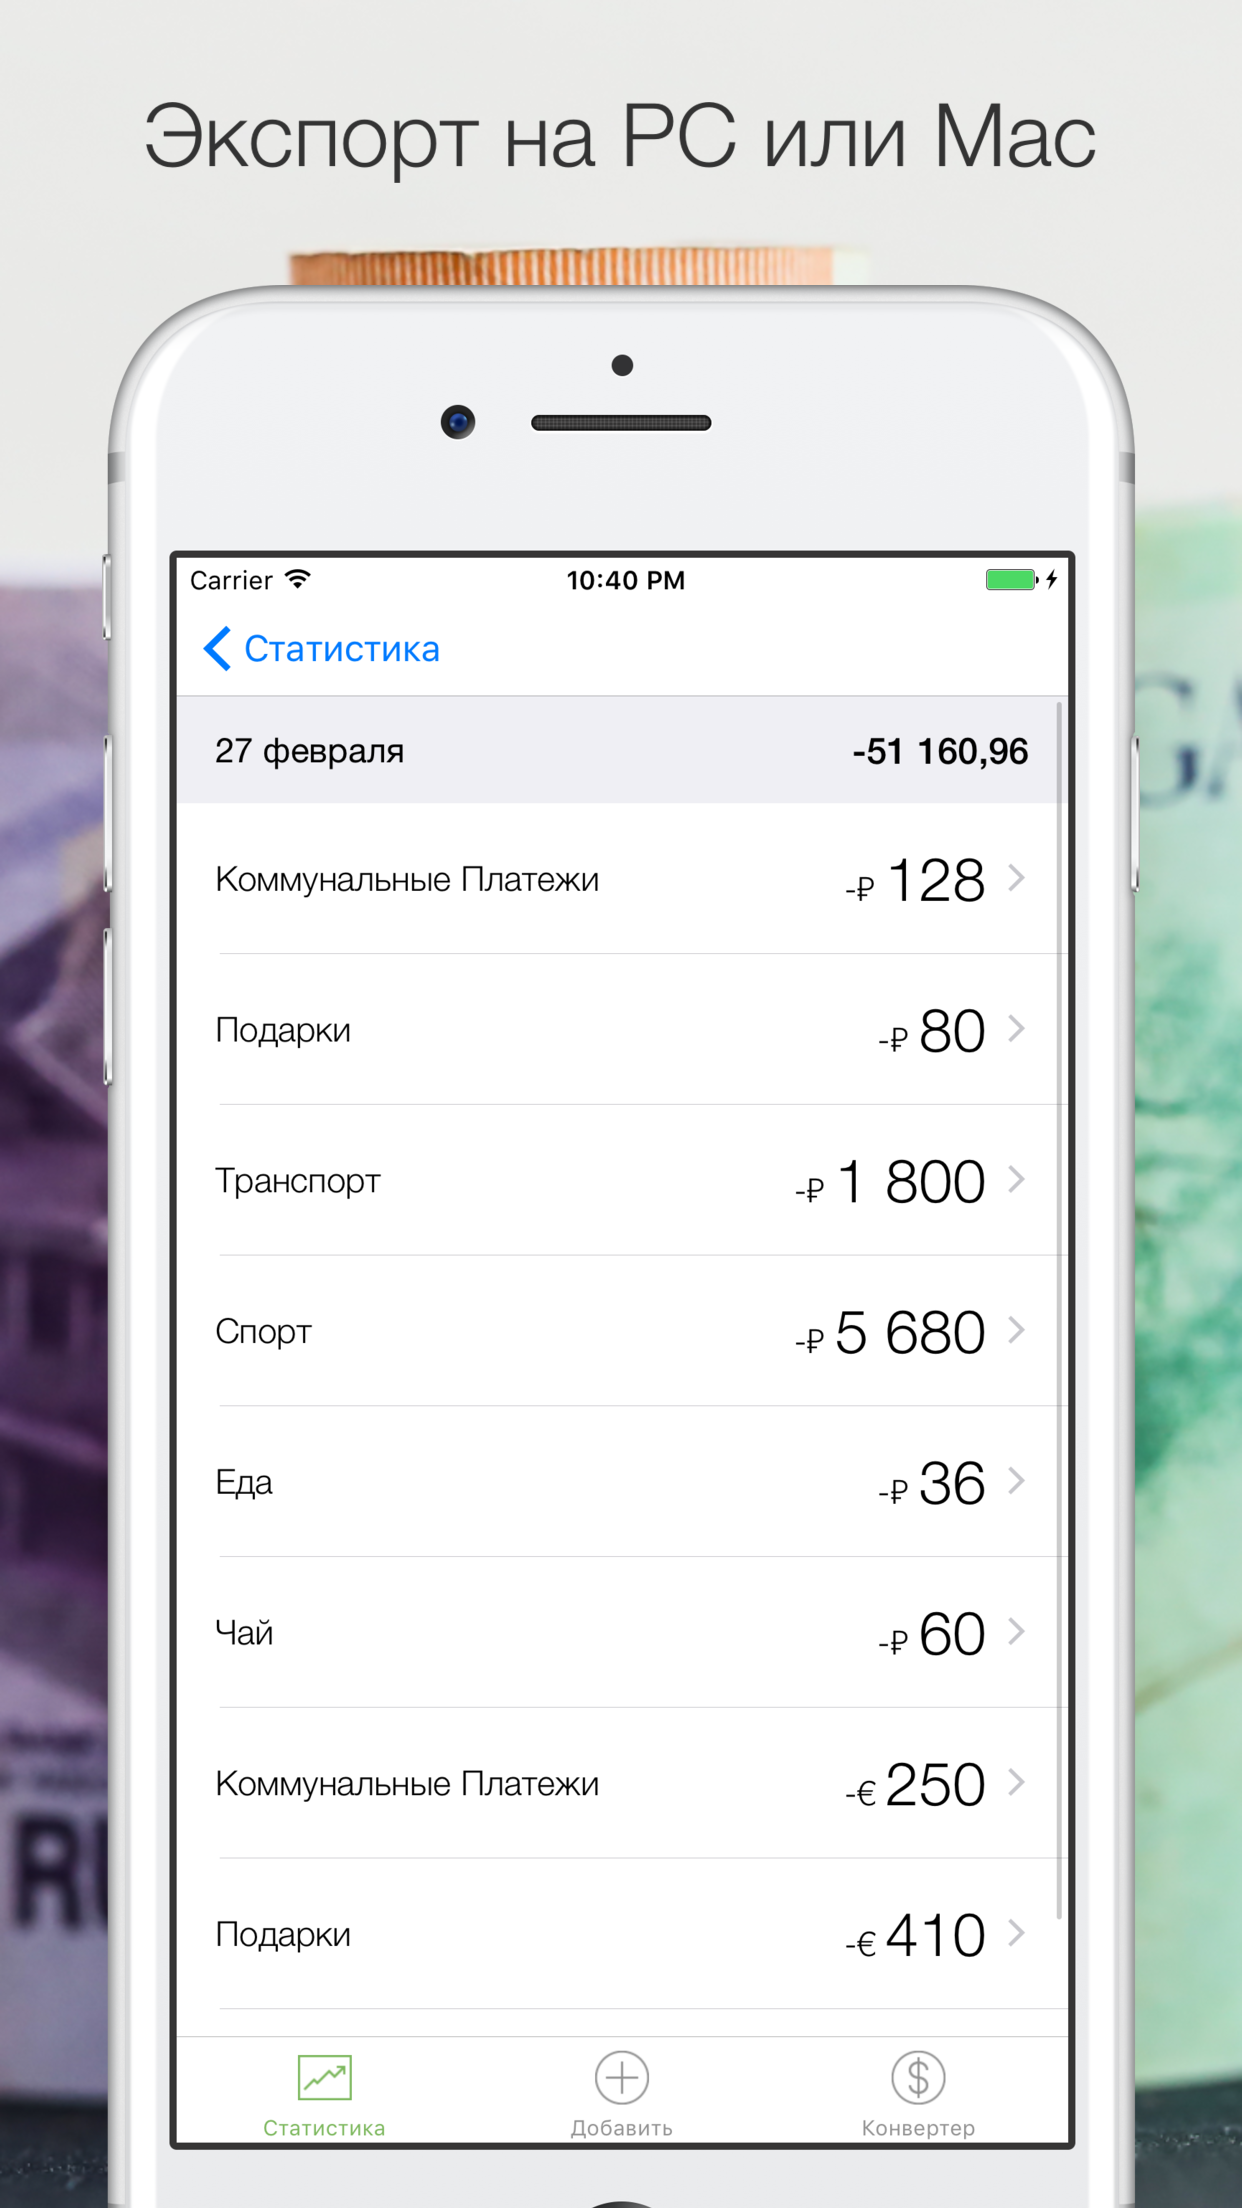 Экспорт на PC или Mac
Carrier 10:40 PM
Статистика
27 февраля -51 160,96
Коммунальные Платежи -₽ 128
Подарки -₽ 80
Транспорт -₽ 1 800
Спорт -₽ 5 680
Еда -₽ 36
Чай -₽ 60
Коммунальные Платежи -€ 250
Подарки -€ 410
Статистика Добавить Конвертер